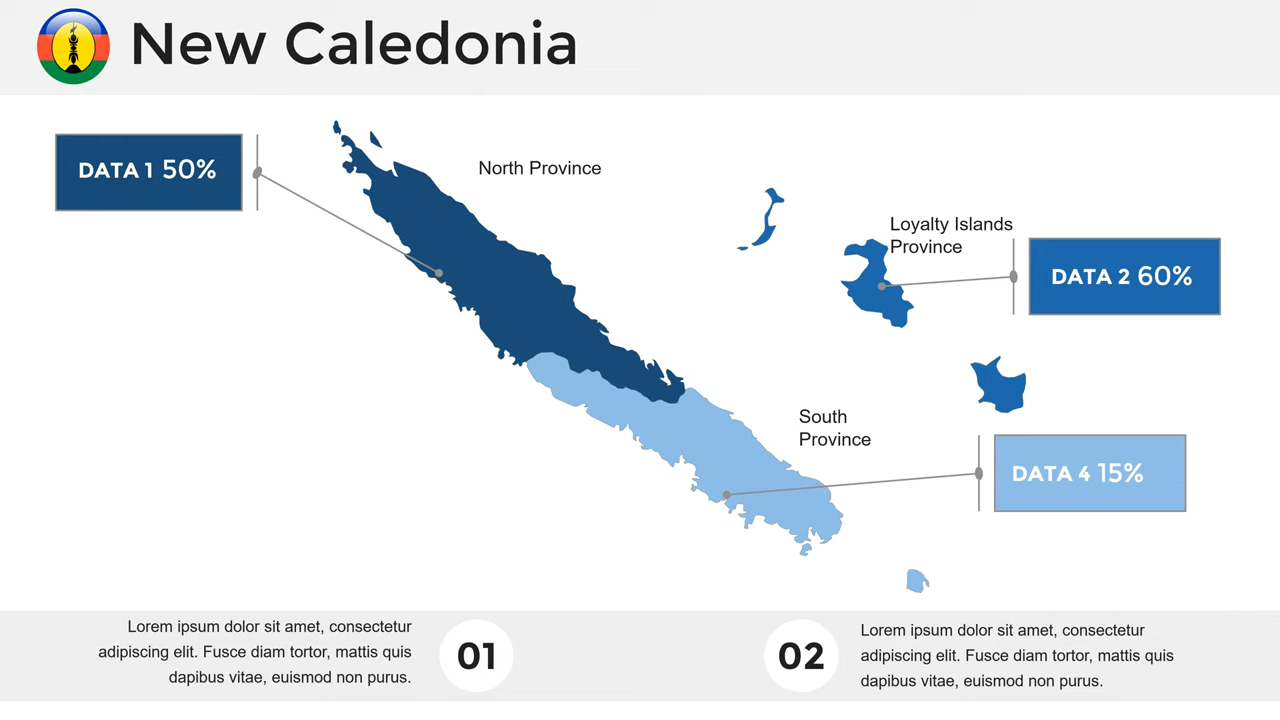 New Caledonia
DATA 1 50%
North Province
Loyalty Islands
Province
DATA 2 60%
South
Province
DATA 4 15%
Lorem ipsum dolor sit amet, consectetur
adipiscing elit. Fusce diam tortor, mattis quis
dapibus vitae, euismod non purus.
01
02
Lorem ipsum dolor sit amet, consectetur
adipiscing elit. Fusce diam tortor, mattis quis
dapibus vitae, euismod non purus.